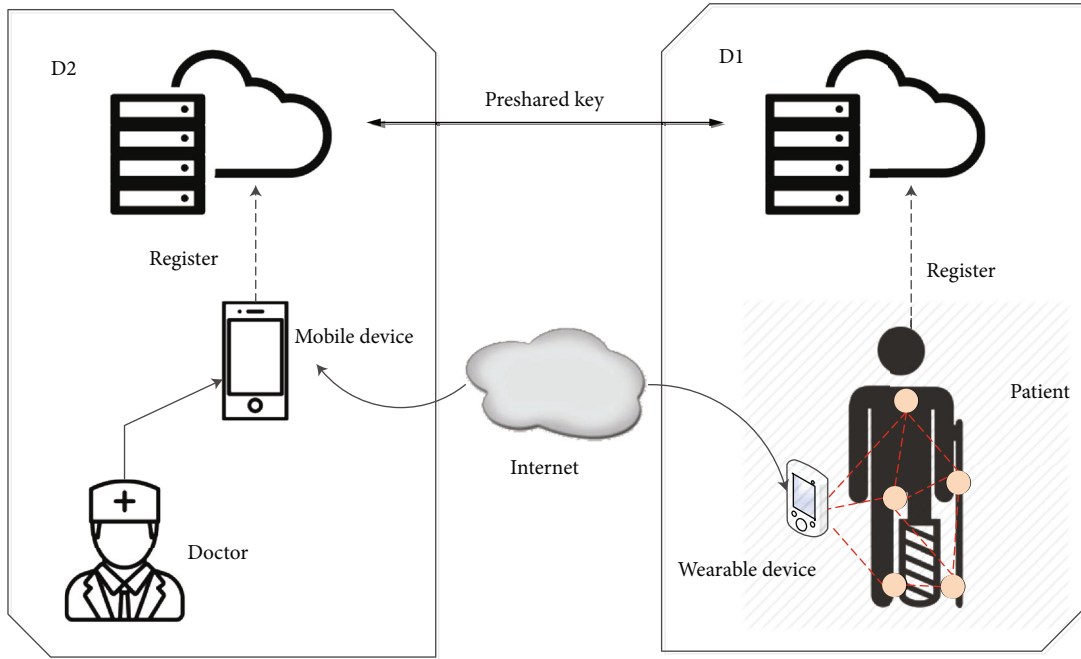 D2
D1
Preshared key
Register
Register
Mobile device
Patient
Internet
Doctor
Wearable device